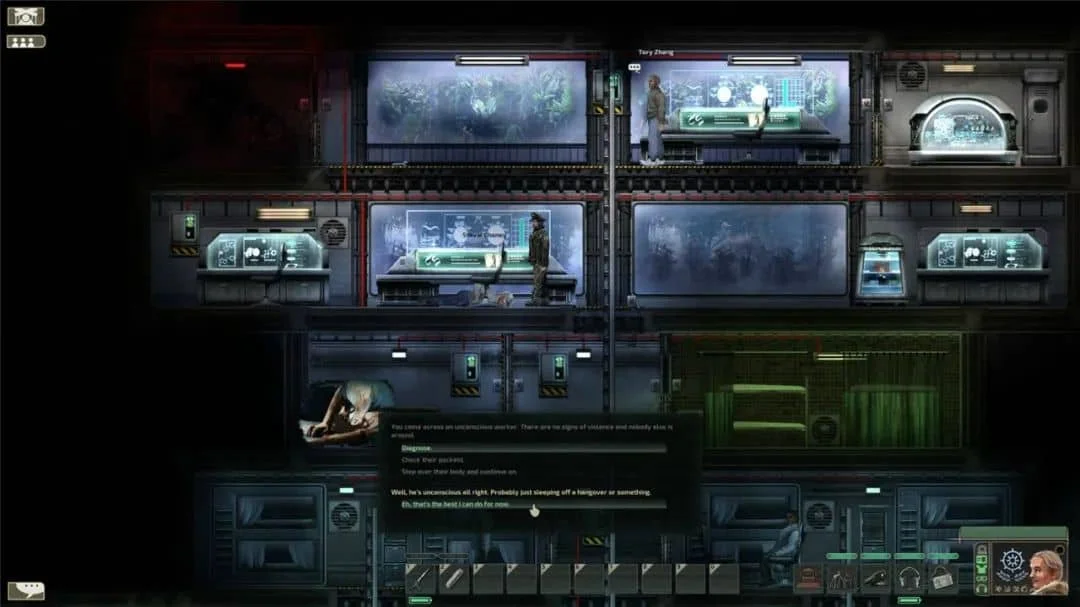 Tory Zheng
You come across an unconscious worker. There are no signs of violence and nobody else is
around.
Diagnose.
Check their pockets.
Step over their body and continue on.
Well, he's unconscious all right. Probably just sleeping off a hangover or something.
Eh, that's the best I can do for now.